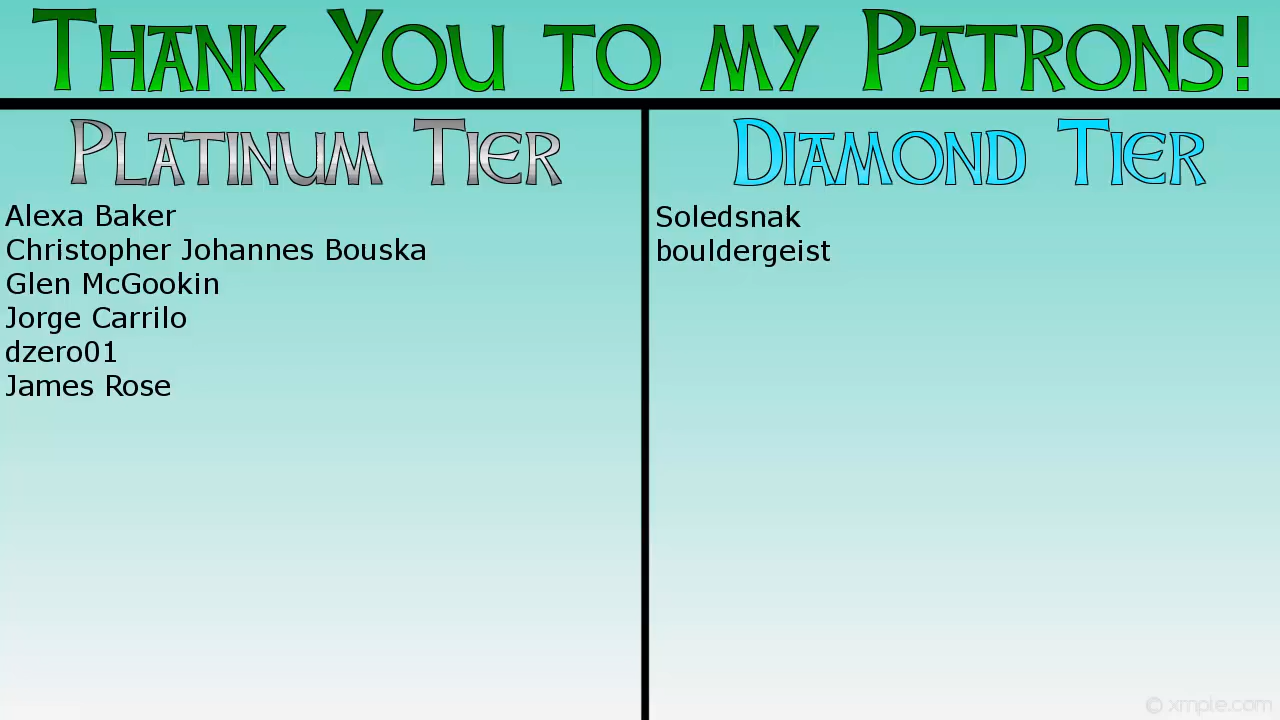 Thank You to my Patrons!
Platinum Tier
Alexa Baker
Christopher Johannes Bouska
Glen McGookin
Jorge Carrilo
dzero01
James Rose
Diamond Tier
Soledsnak
bouldergeist
© xmple.com